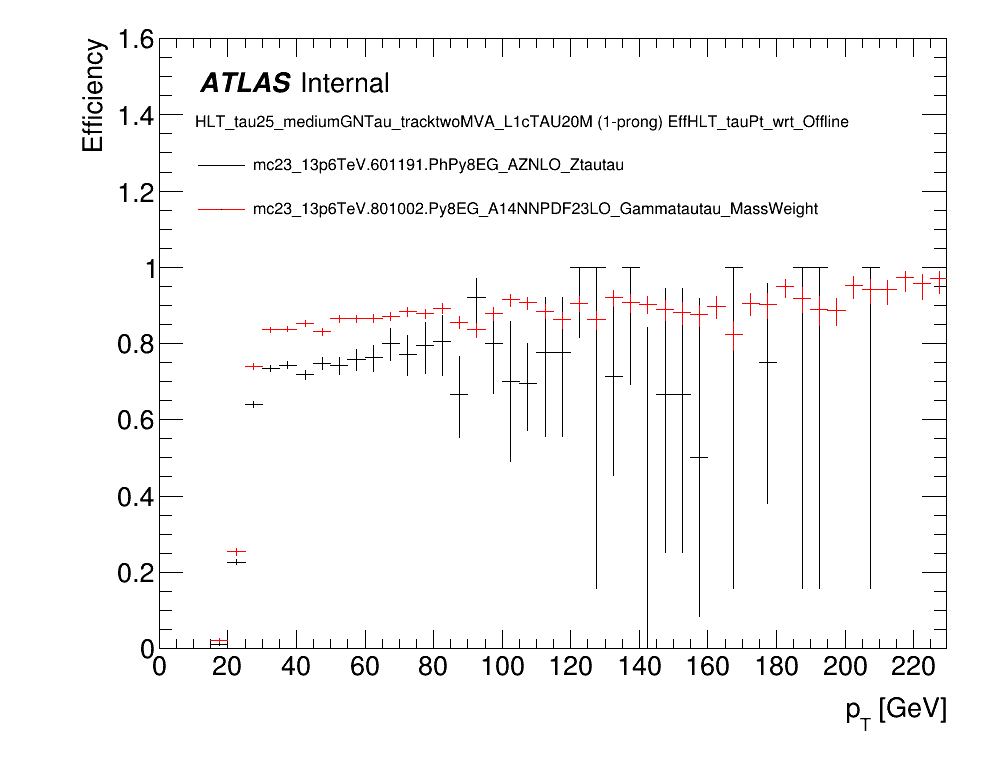 Efficiency
1.6
ATLAS Internal
1.4
HLT_tau25_mediumGNTau_tracktwoMVA_L1cTAU20M (1-prong) EffHLT_tauPt_wrt_Offline
mc23_13p6TeV.601191.PhPy8EG_AZNLO_Ztautau
1.2
mc23_13p6TeV.801002.Py8EG_A14NNPDF23LO_Gammatautau_MassWeight
1
0.8
0.6
0.4
0.2
0
0 20 40 60 80 100 120 140 160 180 200 220
p_T [GeV]